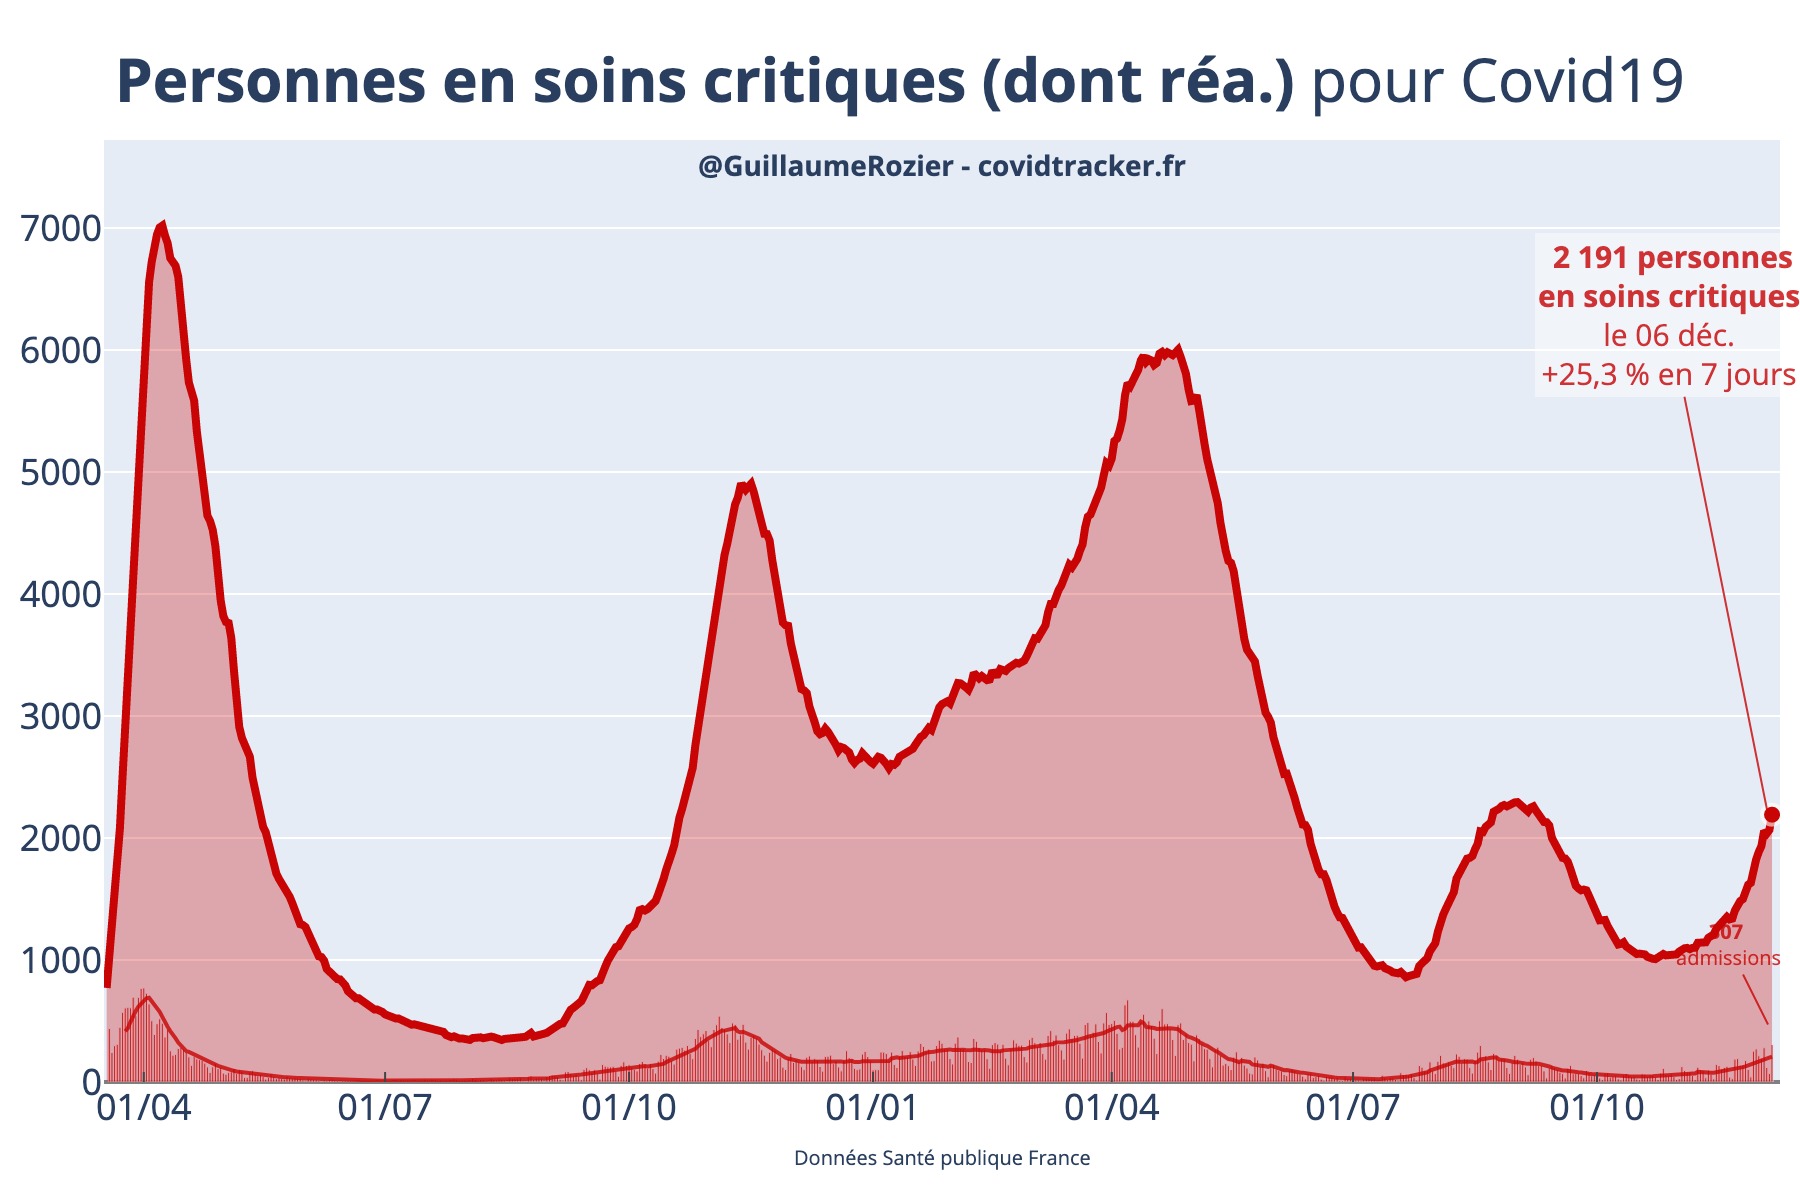 Personnes en soins critiques (dont réa.) pour Covid19
@GuillaumeRozier - covidtracker.fr
7000
6000
5000
4000
3000
2000
1000
0
2 191 personnes
en soins critiques
le 06 déc.
+25,3 % en 7 jours
admissions
01/04
01/07
01/10
01/01
01/04
01/07
01/10
Données Santé publique France